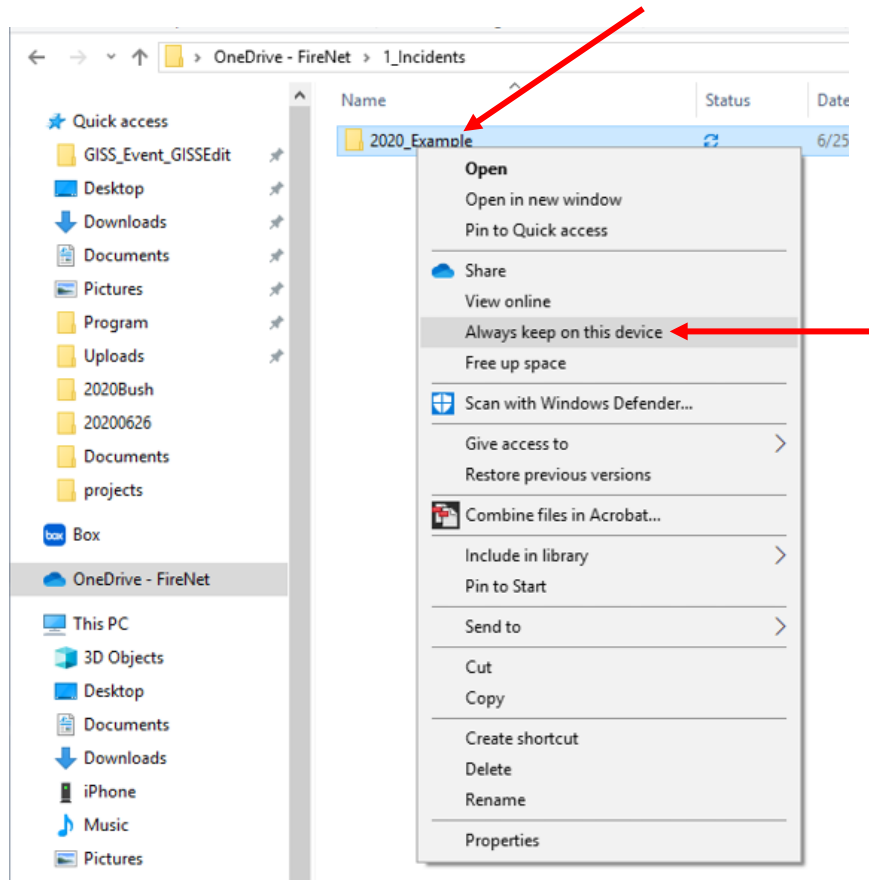 OneDrive - FireNet > 1_Incidents
Name Status Date
Quick access
GISS_Event_GISSEdit
Desktop
Downloads
Documents
Pictures
Program
Uploads
2020Bush
20200626
Documents
projects
Box
OneDrive - FireNet
This PC
3D Objects
Desktop
Documents
Downloads
iPhone
Music
Pictures
2020_Example 6/25
Open
Open in new window
Pin to Quick access
Share
View online
Always keep on this device
Free up space
Scan with Windows Defender...
Give access to
Restore previous versions
Combine files in Acrobat...
Include in library
Pin to Start
Send to
Cut
Copy
Create shortcut
Delete
Rename
Properties